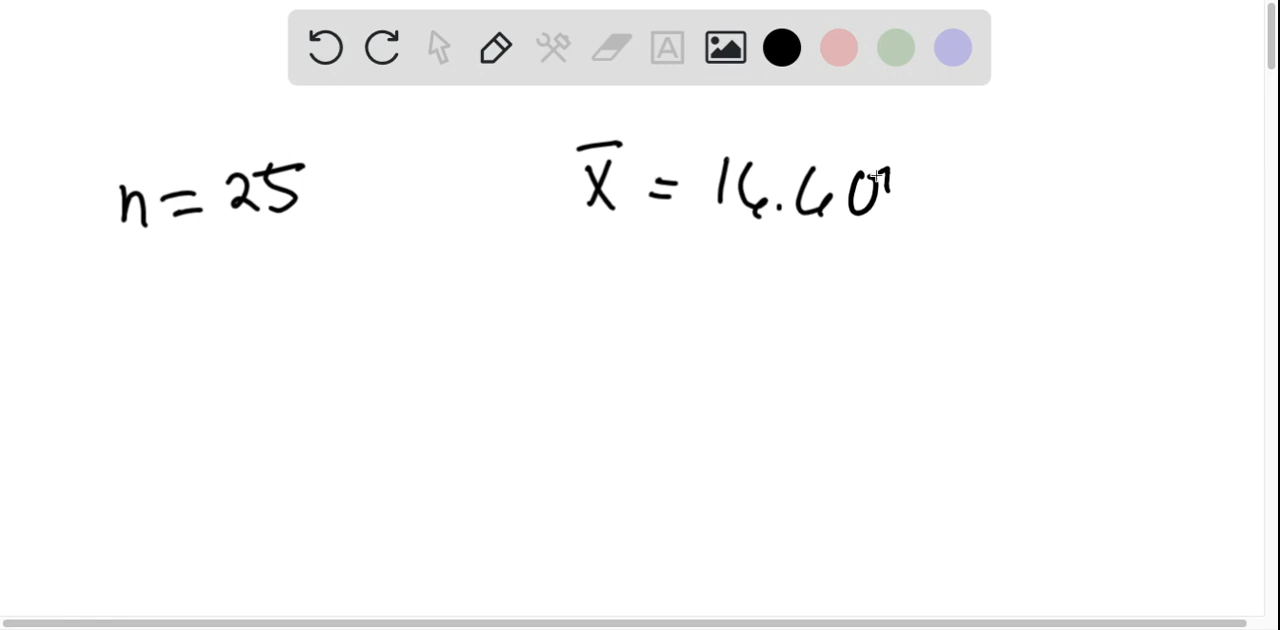 A
n = 25 X̄ = 16.60